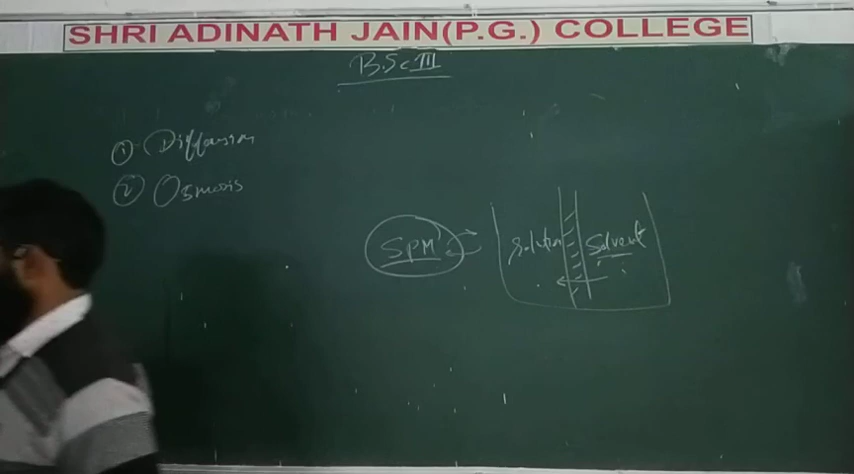 SHRI ADINATH JAIN(P.G.) COLLEGE
B.Sc III
① Diffusion
② Osmosis
SPM
Solution
Solvent